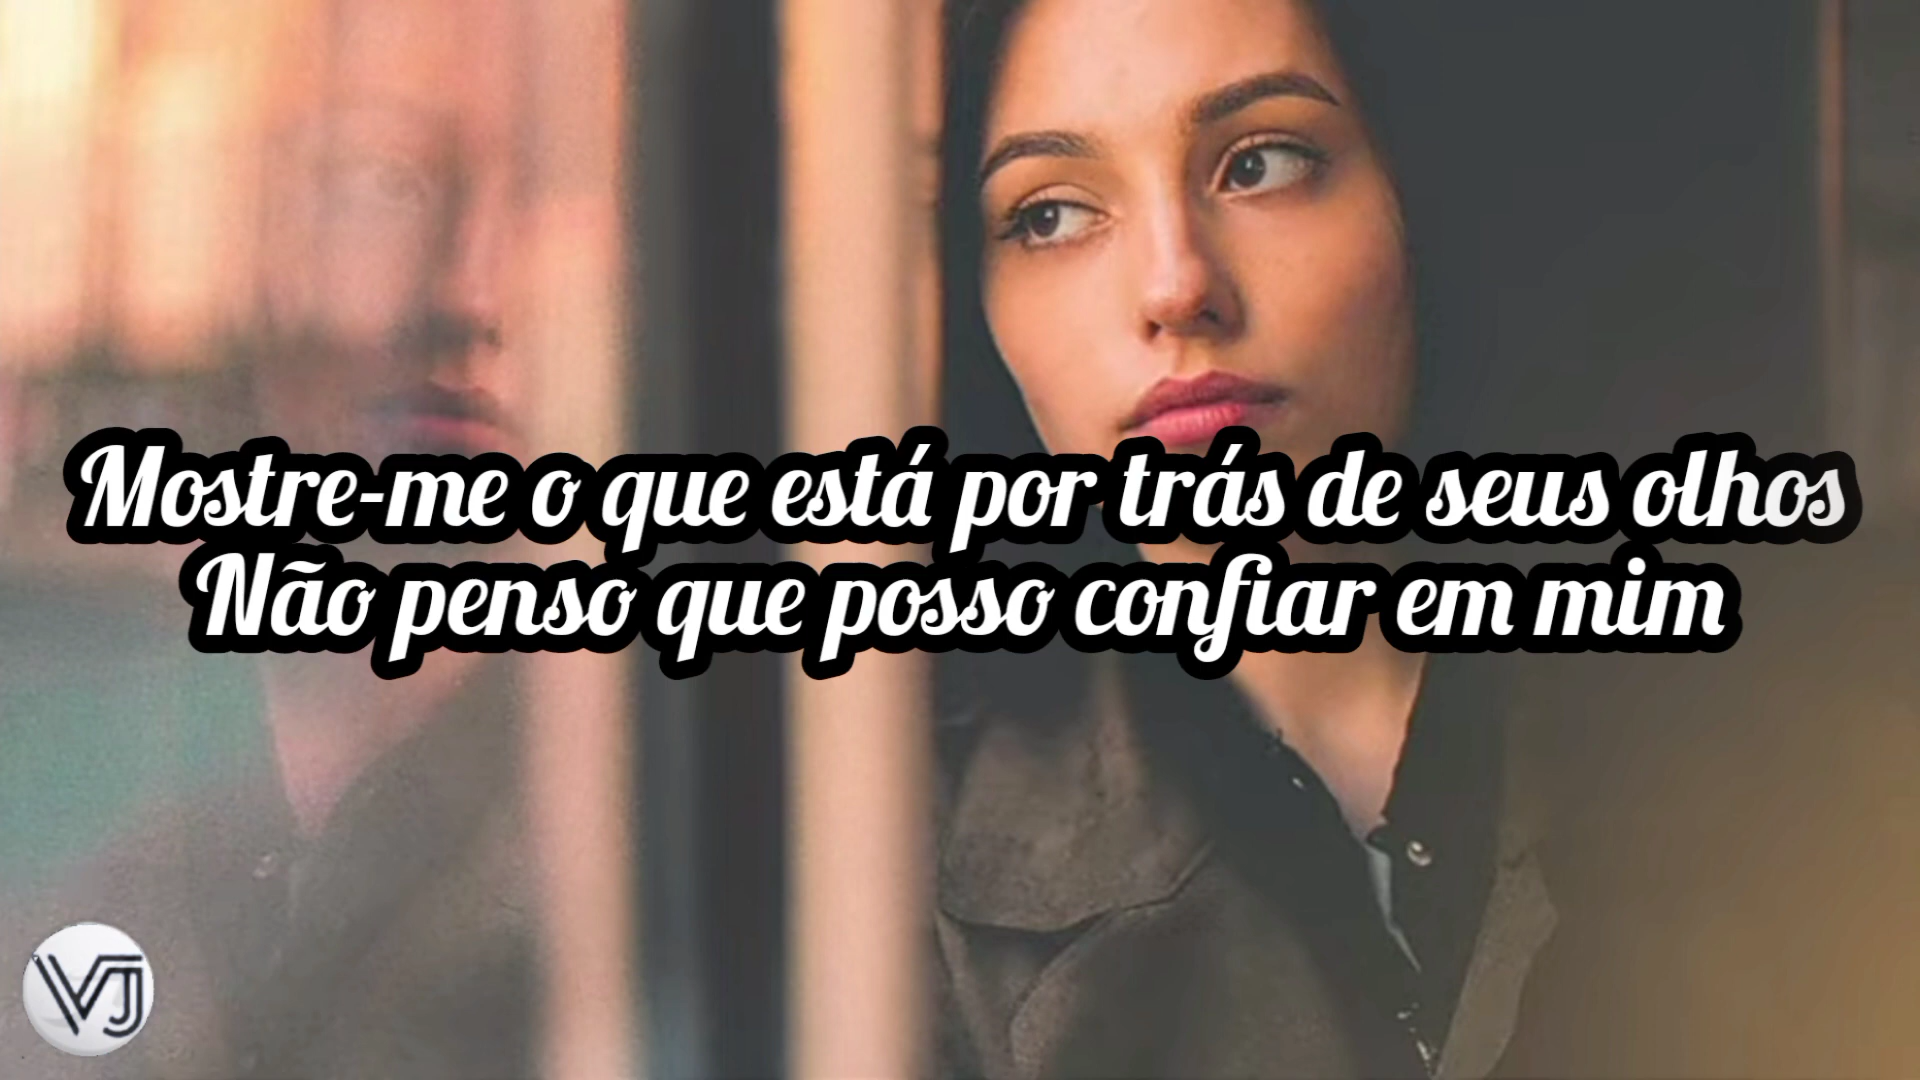 Mostre-me o que está por trás de seus olhos
Não penso que posso confiar em mim
VJ